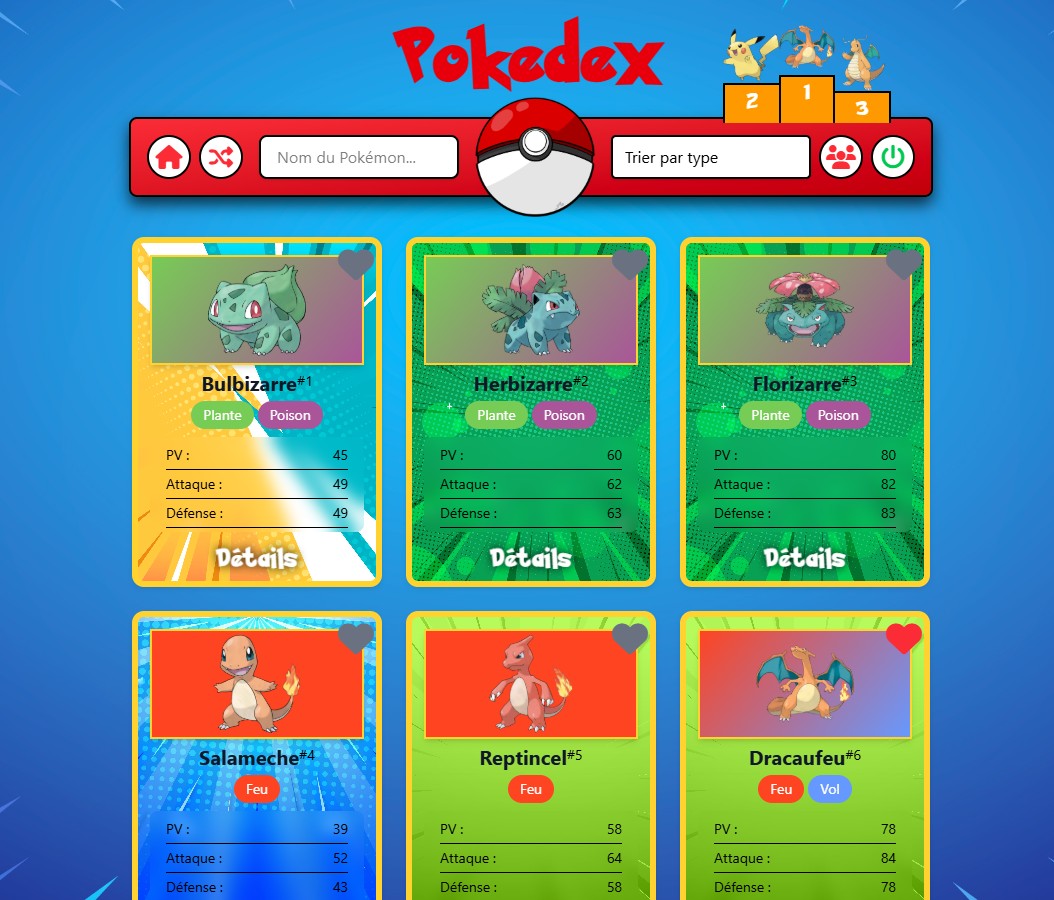 Pokedex
2 1 3
Nom du Pokémon... Trier par type
Bulbizarre#1 Herbizarre#2 Florizarre#3
Plante Poison Plante Poison Plante Poison
PV : 45 PV : 60 PV : 80
Attaque : 49 Attaque : 62 Attaque : 82
Défense : 49 Défense : 63 Défense : 83
Détails Détails Détails
Salameche#4 Reptincel#5 Dracaufeu#6
Feu Feu Feu Vol
PV : 39 PV : 58 PV : 78
Attaque : 52 Attaque : 64 Attaque : 84
Défense : 43 Défense : 58 Défense : 78